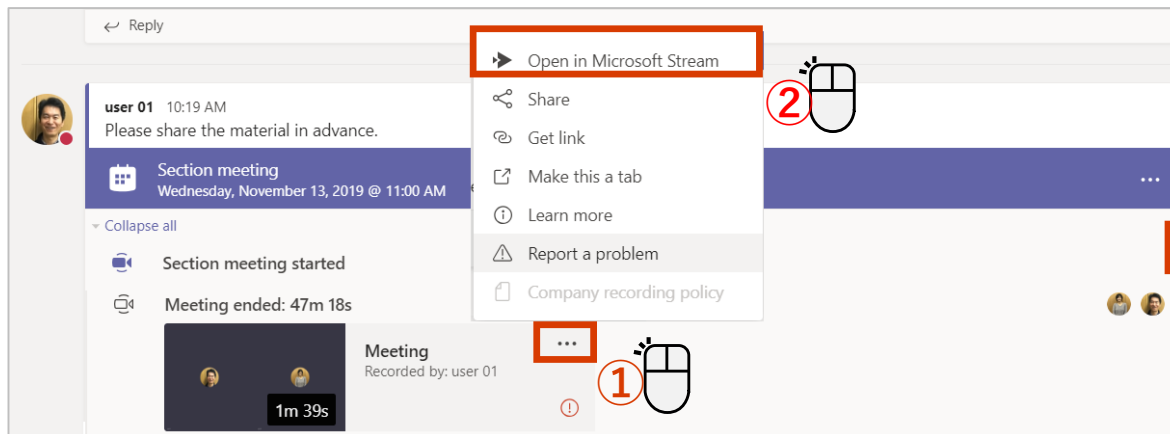 Reply
user 01 10:19 AM
Please share the material in advance.
Section meeting
Wednesday, November 13, 2019 @ 11:00 AM
Collapse all
Section meeting started
Meeting ended: 47m 18s
Open in Microsoft Stream
Share
Get link
Make this a tab
Learn more
Report a problem
Company recording policy
②
...
...
①
Meeting
Recorded by: user 01
1m 39s